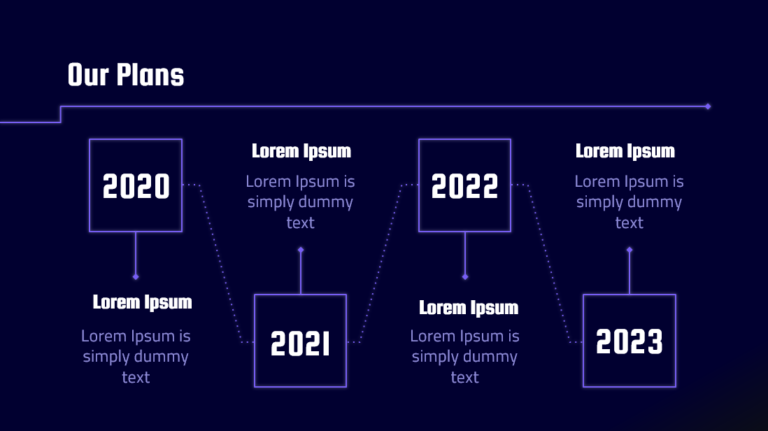 Our Plans
2020
Lorem Ipsum
Lorem Ipsum is
simply dummy
text
Lorem Ipsum
Lorem Ipsum is
simply dummy
text
2021
2022
Lorem Ipsum
Lorem Ipsum is
simply dummy
text
Lorem Ipsum
Lorem Ipsum is
simply dummy
text
2023